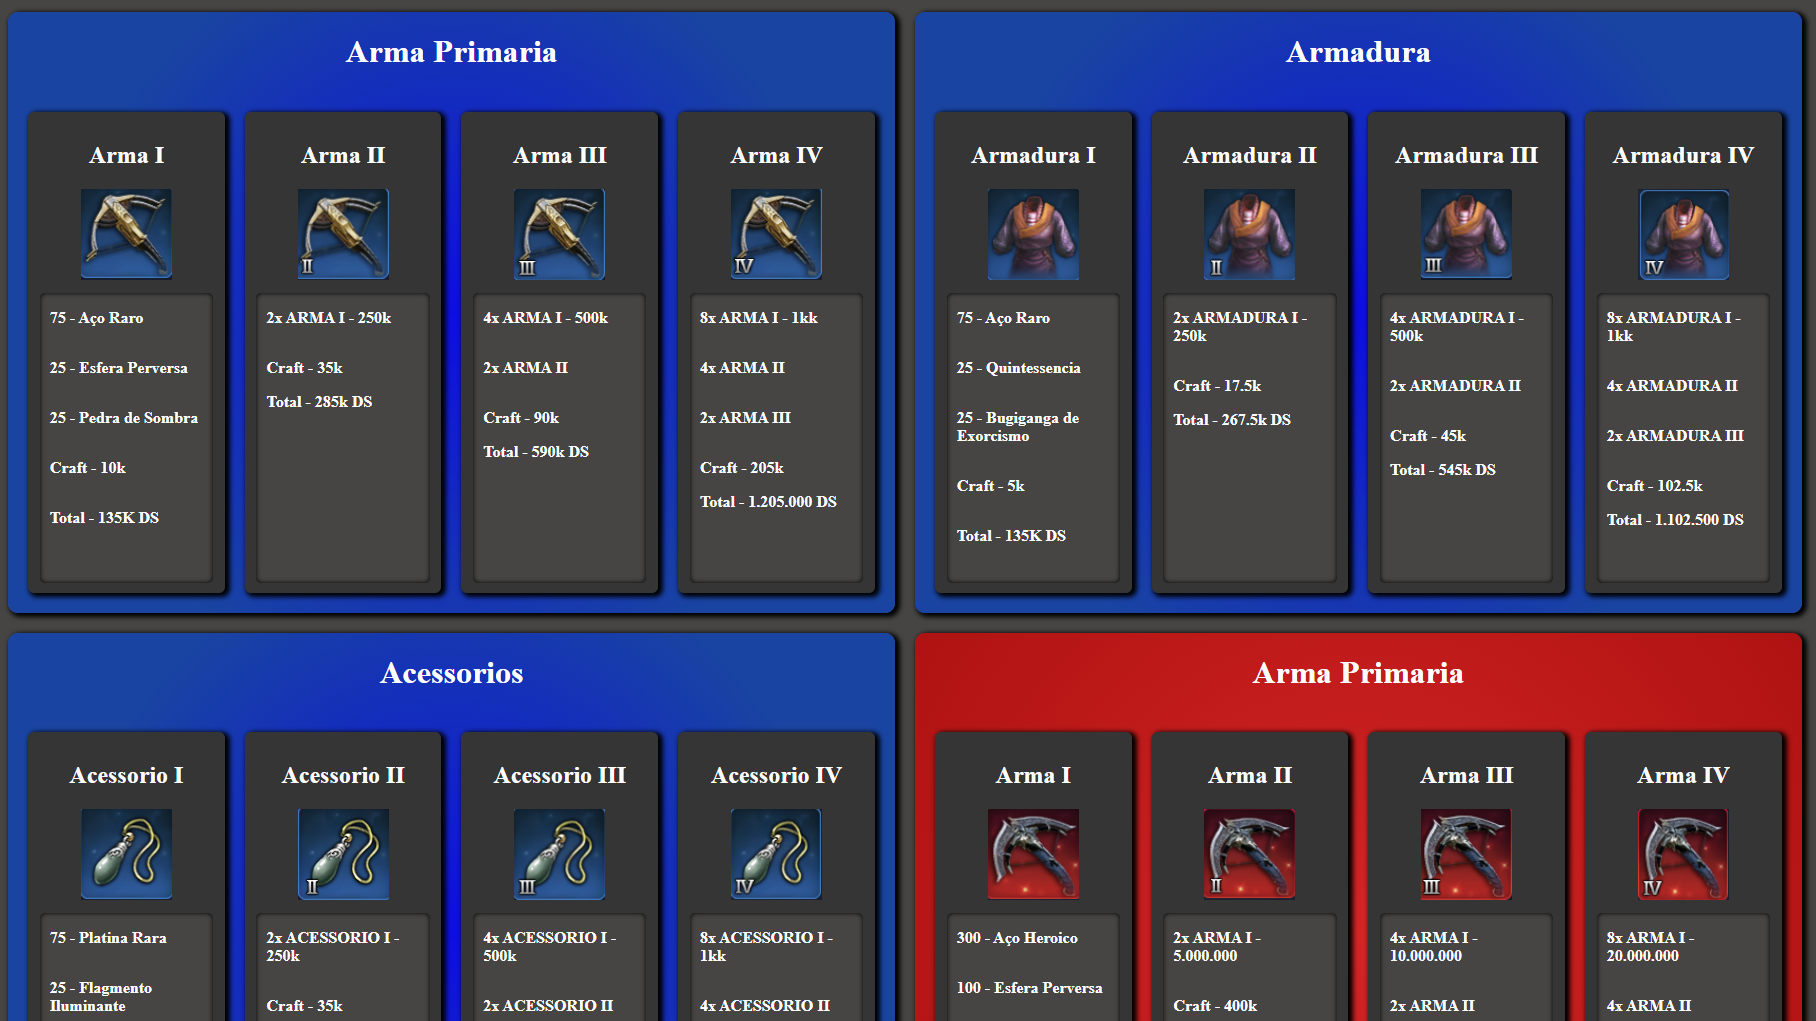 Arma Primaria
Arma I
75 - Aço Raro
25 - Esfera Perversa
25 - Pedra de Sombra
Craft - 10k
Total - 135K DS
Arma II
II
2x ARMA I - 250k
Craft - 35k
Total - 285k DS
Arma III
III
4x ARMA I - 500k
2x ARMA II
Craft - 90k
Total - 590k DS
Arma IV
IV
8x ARMA I - 1kk
4x ARMA II
2x ARMA III
Craft - 205k
Total - 1.205.000 DS
Armadura
Armadura I
75 - Aço Raro
25 - Quintessencia
25 - Bugiganga de
Exorcismo
Craft - 5k
Total - 135K DS
Armadura II
II
2x ARMADURA I -
250k
Craft - 17.5k
Total - 267.5k DS
Armadura III
III
4x ARMADURA I -
500k
2x ARMADURA II
Craft - 45k
Total - 545k DS
Armadura IV
IV
8x ARMADURA I -
1kk
4x ARMADURA II
2x ARMADURA III
Craft - 102.5k
Total - 1.102.500 DS
Acessorios
Acessorio I
75 - Platina Rara
25 - Flagmento
Iluminante
Acessorio II
II
2x ACESSORIO I -
250k
Craft - 35k
Acessorio III
III
4x ACESSORIO I -
500k
2x ACESSORIO II
Acessorio IV
IV
8x ACESSORIO I -
1kk
4x ACESSORIO II
Arma Primaria
Arma I
300 - Aço Heroico
100 - Esfera Perversa
Arma II
II
2x ARMA I -
5.000.000
Craft - 400k
Arma III
III
4x ARMA I -
10.000.000
2x ARMA II
Arma IV
IV
8x ARMA I -
20.000.000
4x ARMA II